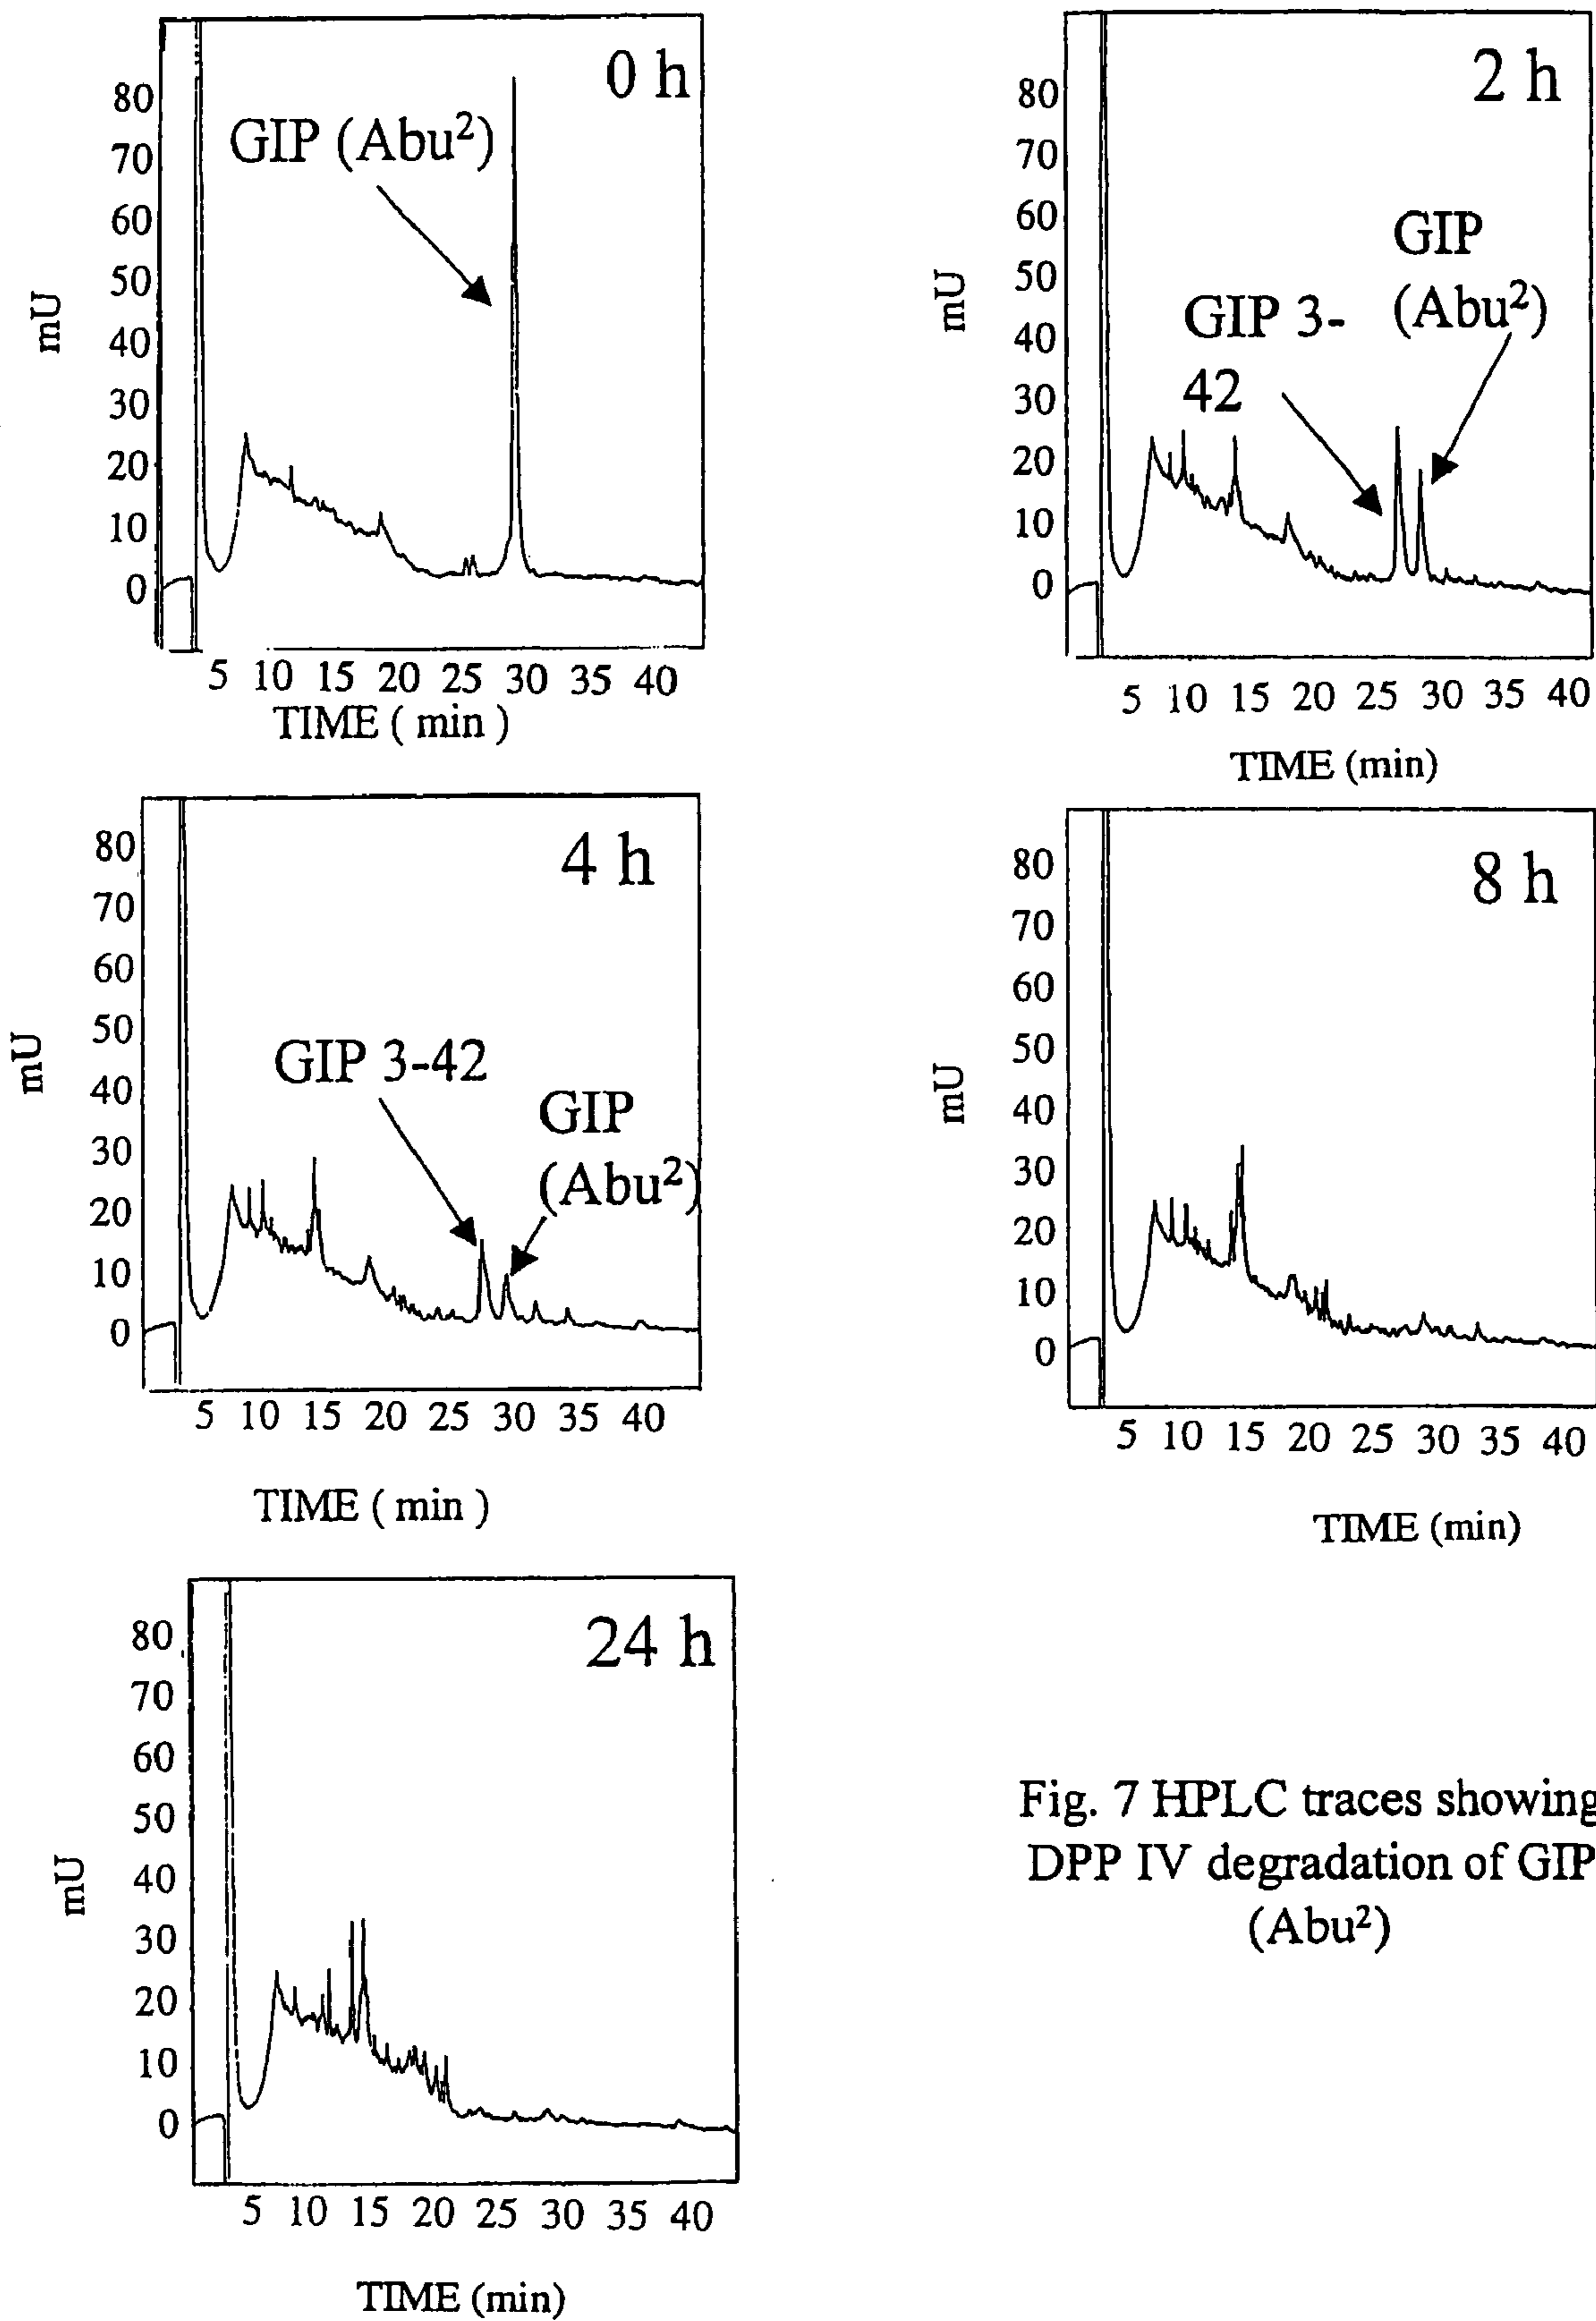 0 h
GIP (Abu²)
80
70
60
50
40
30
20
10
0
mU
5 10 15 20 25 30 35 40
TIME ( min )
2 h
GIP
(Abu²)
GIP 3-
42
80
70
60
50
40
30
20
10
0
mU
5 10 15 20 25 30 35 40
TIME (min)
4 h
GIP 3-42
GIP
(Abu²)
80
70
60
50
40
30
20
10
0
mU
5 10 15 20 25 30 35 40
TIME ( min )
8 h
80
70
60
50
40
30
20
10
0
mU
5 10 15 20 25 30 35 40
TIME (min)
24 h
80
70
60
50
40
30
20
10
0
mU
5 10 15 20 25 30 35 40
TIME (min)
Fig. 7 HPLC traces showing
DPP IV degradation of GIP
(Abu²)